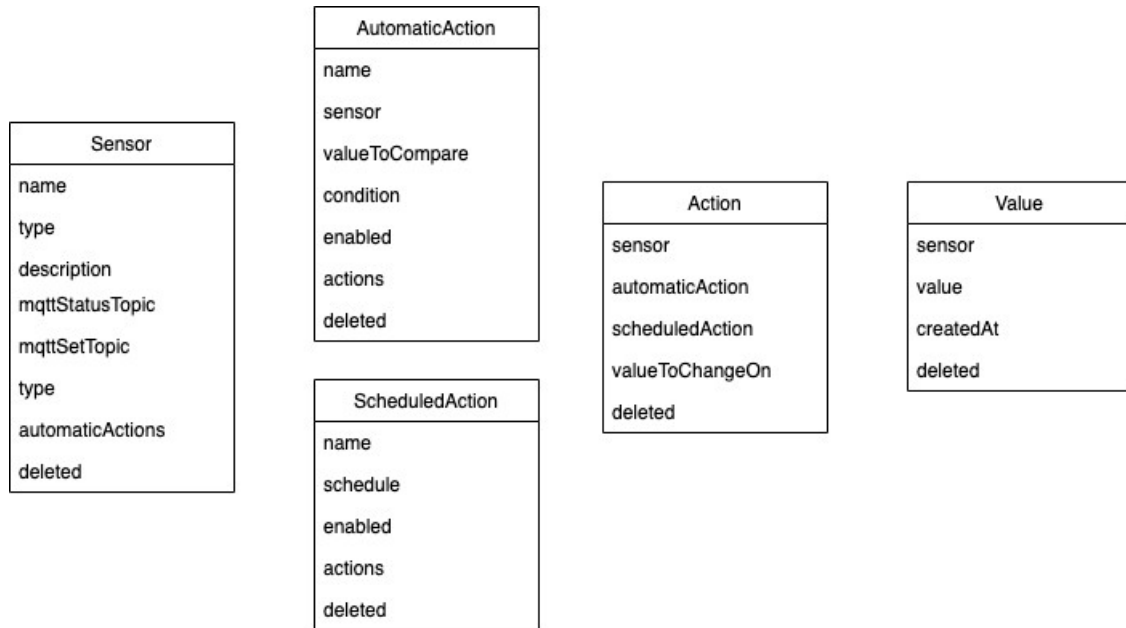 Sensor
name
type
description
mqttStatusTopic
mqttSetTopic
type
automaticActions
deleted
AutomaticAction
name
sensor
valueToCompare
condition
enabled
actions
deleted
ScheduledAction
name
schedule
enabled
actions
deleted
Action
sensor
automaticAction
scheduledAction
valueToChangeOn
deleted
Value
sensor
value
createdAt
deleted